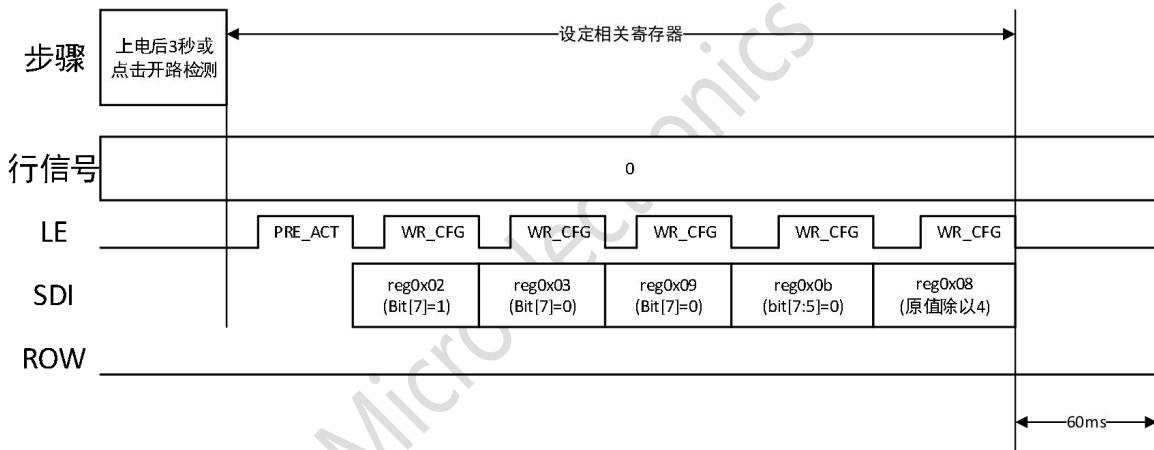 步骤
上电后3秒或
点击开路检测
设定相关寄存器
行信号
0
LE
PRE_ACT
WR_CFG
WR_CFG
WR_CFG
WR_CFG
WR_CFG
SDI
reg0x02
(Bit[7]=1)
reg0x03
(Bit[7]=0)
reg0x09
(Bit[7]=0)
reg0x0b
(bit[7:5]=0)
reg0x08
(原值除以4)
ROW
60ms
Microelectronics